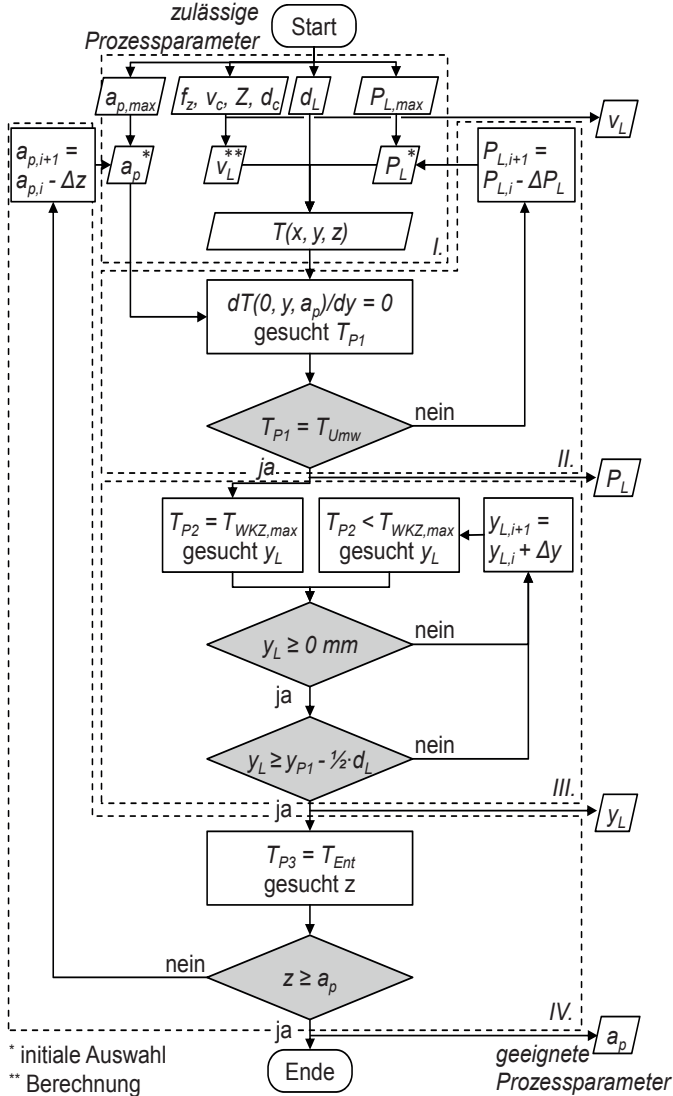 zulässige
Prozessparameter
Start
a_p,max
f_z, v_c, Z, d_c
d_L
P_L,max
v_L
a_p,i+1 =
a_p,i - Δz
a_p*
v_L**
P_L*
P_L,i+1 =
P_L,i - ΔP_L
T(x, y, z)
I.
dT(0, y, a_p)/dy = 0
gesucht T_P1
T_P1 = T_Umw
nein
ja
II.
P_L
T_P2 = T_WKZ,max
gesucht y_L
T_P2 < T_WKZ,max
gesucht y_L
y_L,i+1 =
y_L,i + Δy
y_L ≥ 0 mm
nein
ja
y_L ≥ y_P1 - ½·d_L
nein
ja
III.
y_L
T_P3 = T_Ent
gesucht z
nein
z ≥ a_p
ja
IV.
a_p
Ende
geeignete
Prozessparameter
* initiale Auswahl
** Berechnung